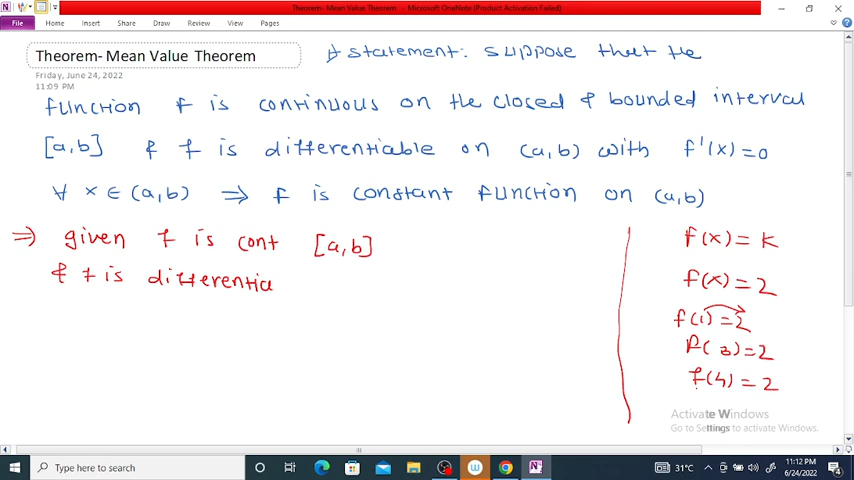 Theorem- Mean Value Theorem - Microsoft OneNote (Product Activation Failed)
File Home Insert Share Draw Review View Pages
Theorem- Mean Value Theorem
Friday, June 24, 2022
11:09 PM
statement: suppose that the
function f is continuous on the closed & bounded interval
[a,b] & f is differentiable on (a,b) with f'(x)=0
∀ x ∈ (a,b) ⇒ f is constant function on (a,b)
⇒ given f is cont [a,b]
& f is differentia
f(x) = k
f(x) = 2
f(1) = 2
f(3) = 2
f(4) = 2
Activate Windows
Go to Settings to activate Windows.
Type here to search
31°C
11:12 PM
6/24/2022
4